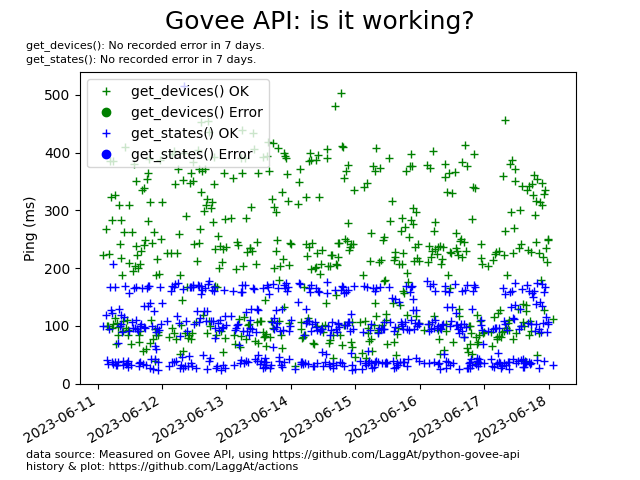 Govee API: is it working?
get_devices(): No recorded error in 7 days.
get_states(): No recorded error in 7 days.
get_devices() OK
get_devices() Error
get_states() OK
get_states() Error
Ping (ms)
500
400
300
200
100
0
2023-06-11
2023-06-12
2023-06-13
2023-06-14
2023-06-15
2023-06-16
2023-06-17
2023-06-18
data source: Measured on Govee API, using https://github.com/LaggAt/python-govee-api
history & plot: https://github.com/LaggAt/actions